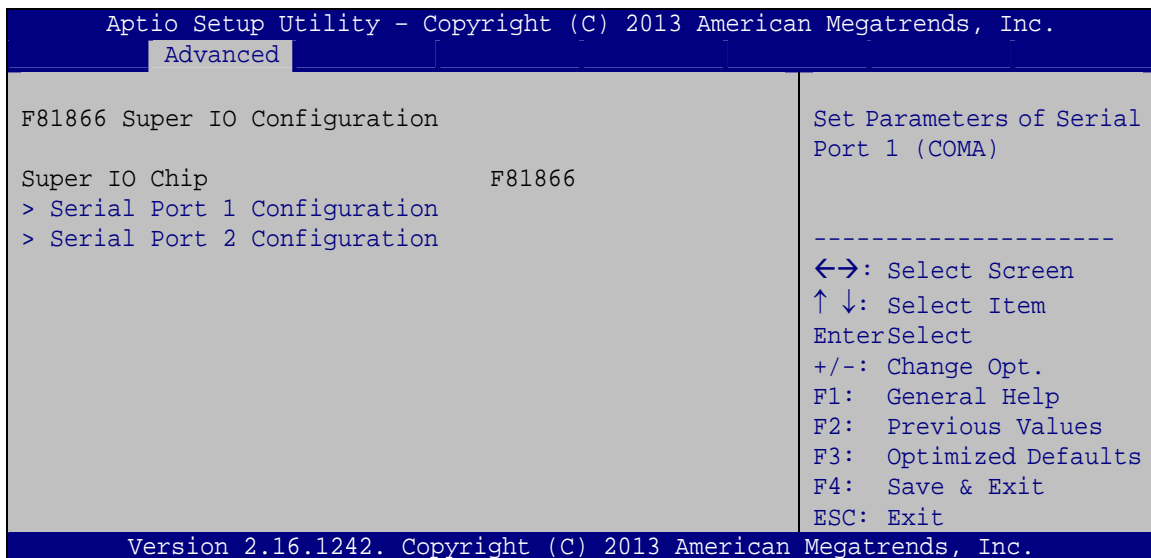 Aptio Setup Utility – Copyright (C) 2013 American Megatrends, Inc.
Advanced
F81866 Super IO Configuration
Super IO Chip F81866
> Serial Port 1 Configuration
> Serial Port 2 Configuration
Set Parameters of Serial
Port 1 (COMA)
---------------------
←→: Select Screen
↑ ↓: Select Item
EnterSelect
+/-: Change Opt.
F1: General Help
F2: Previous Values
F3: Optimized Defaults
F4: Save & Exit
ESC: Exit
Version 2.16.1242. Copyright (C) 2013 American Megatrends, Inc.